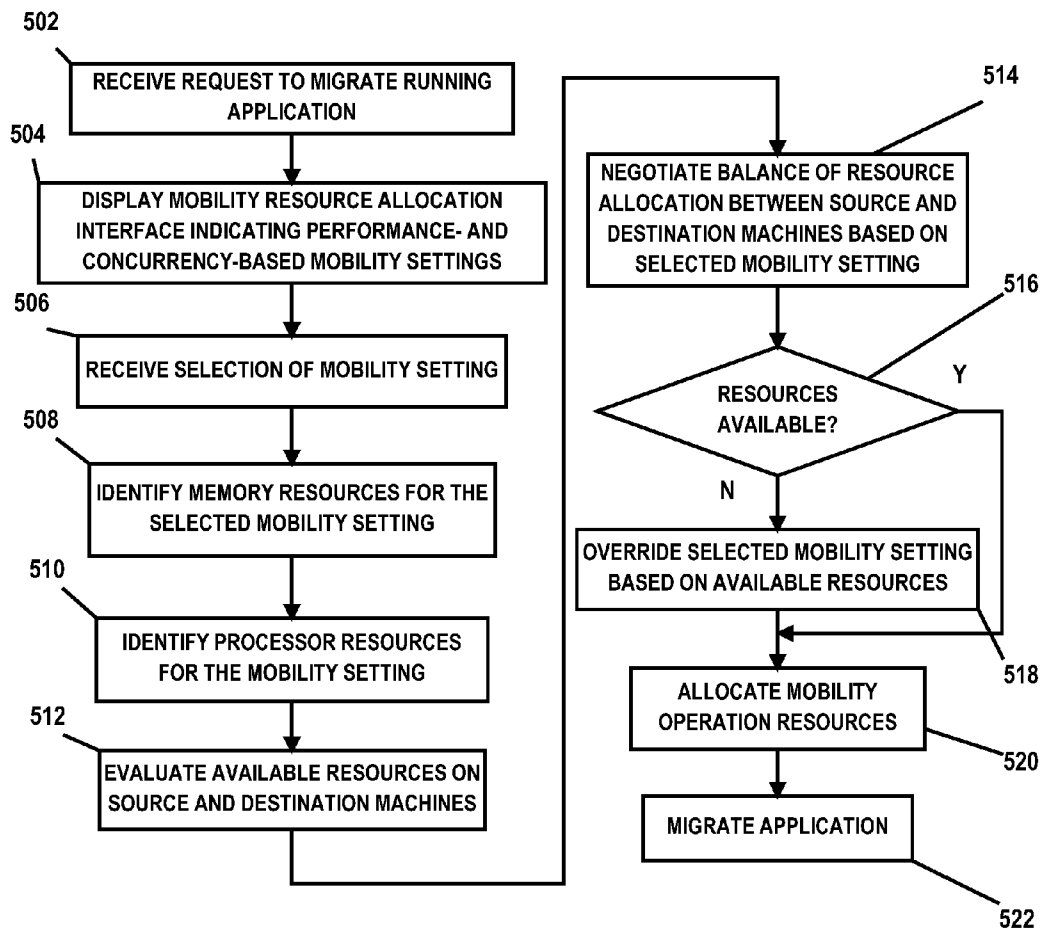 502
RECEIVE REQUEST TO MIGRATE RUNNING
APPLICATION
504
DISPLAY MOBILITY RESOURCE ALLOCATION
INTERFACE INDICATING PERFORMANCE- AND
CONCURRENCY-BASED MOBILITY SETTINGS
506
RECEIVE SELECTION OF MOBILITY SETTING
508
IDENTIFY MEMORY RESOURCES FOR THE
SELECTED MOBILITY SETTING
510
IDENTIFY PROCESSOR RESOURCES
FOR THE MOBILITY SETTING
512
EVALUATE AVAILABLE RESOURCES ON
SOURCE AND DESTINATION MACHINES
514
NEGOTIATE BALANCE OF RESOURCE
ALLOCATION BETWEEN SOURCE AND
DESTINATION MACHINES BASED ON
SELECTED MOBILITY SETTING
516
RESOURCES
AVAILABLE?
Y
N
OVERRIDE SELECTED MOBILITY SETTING
BASED ON AVAILABLE RESOURCES
518
ALLOCATE MOBILITY
OPERATION RESOURCES
520
MIGRATE APPLICATION
522